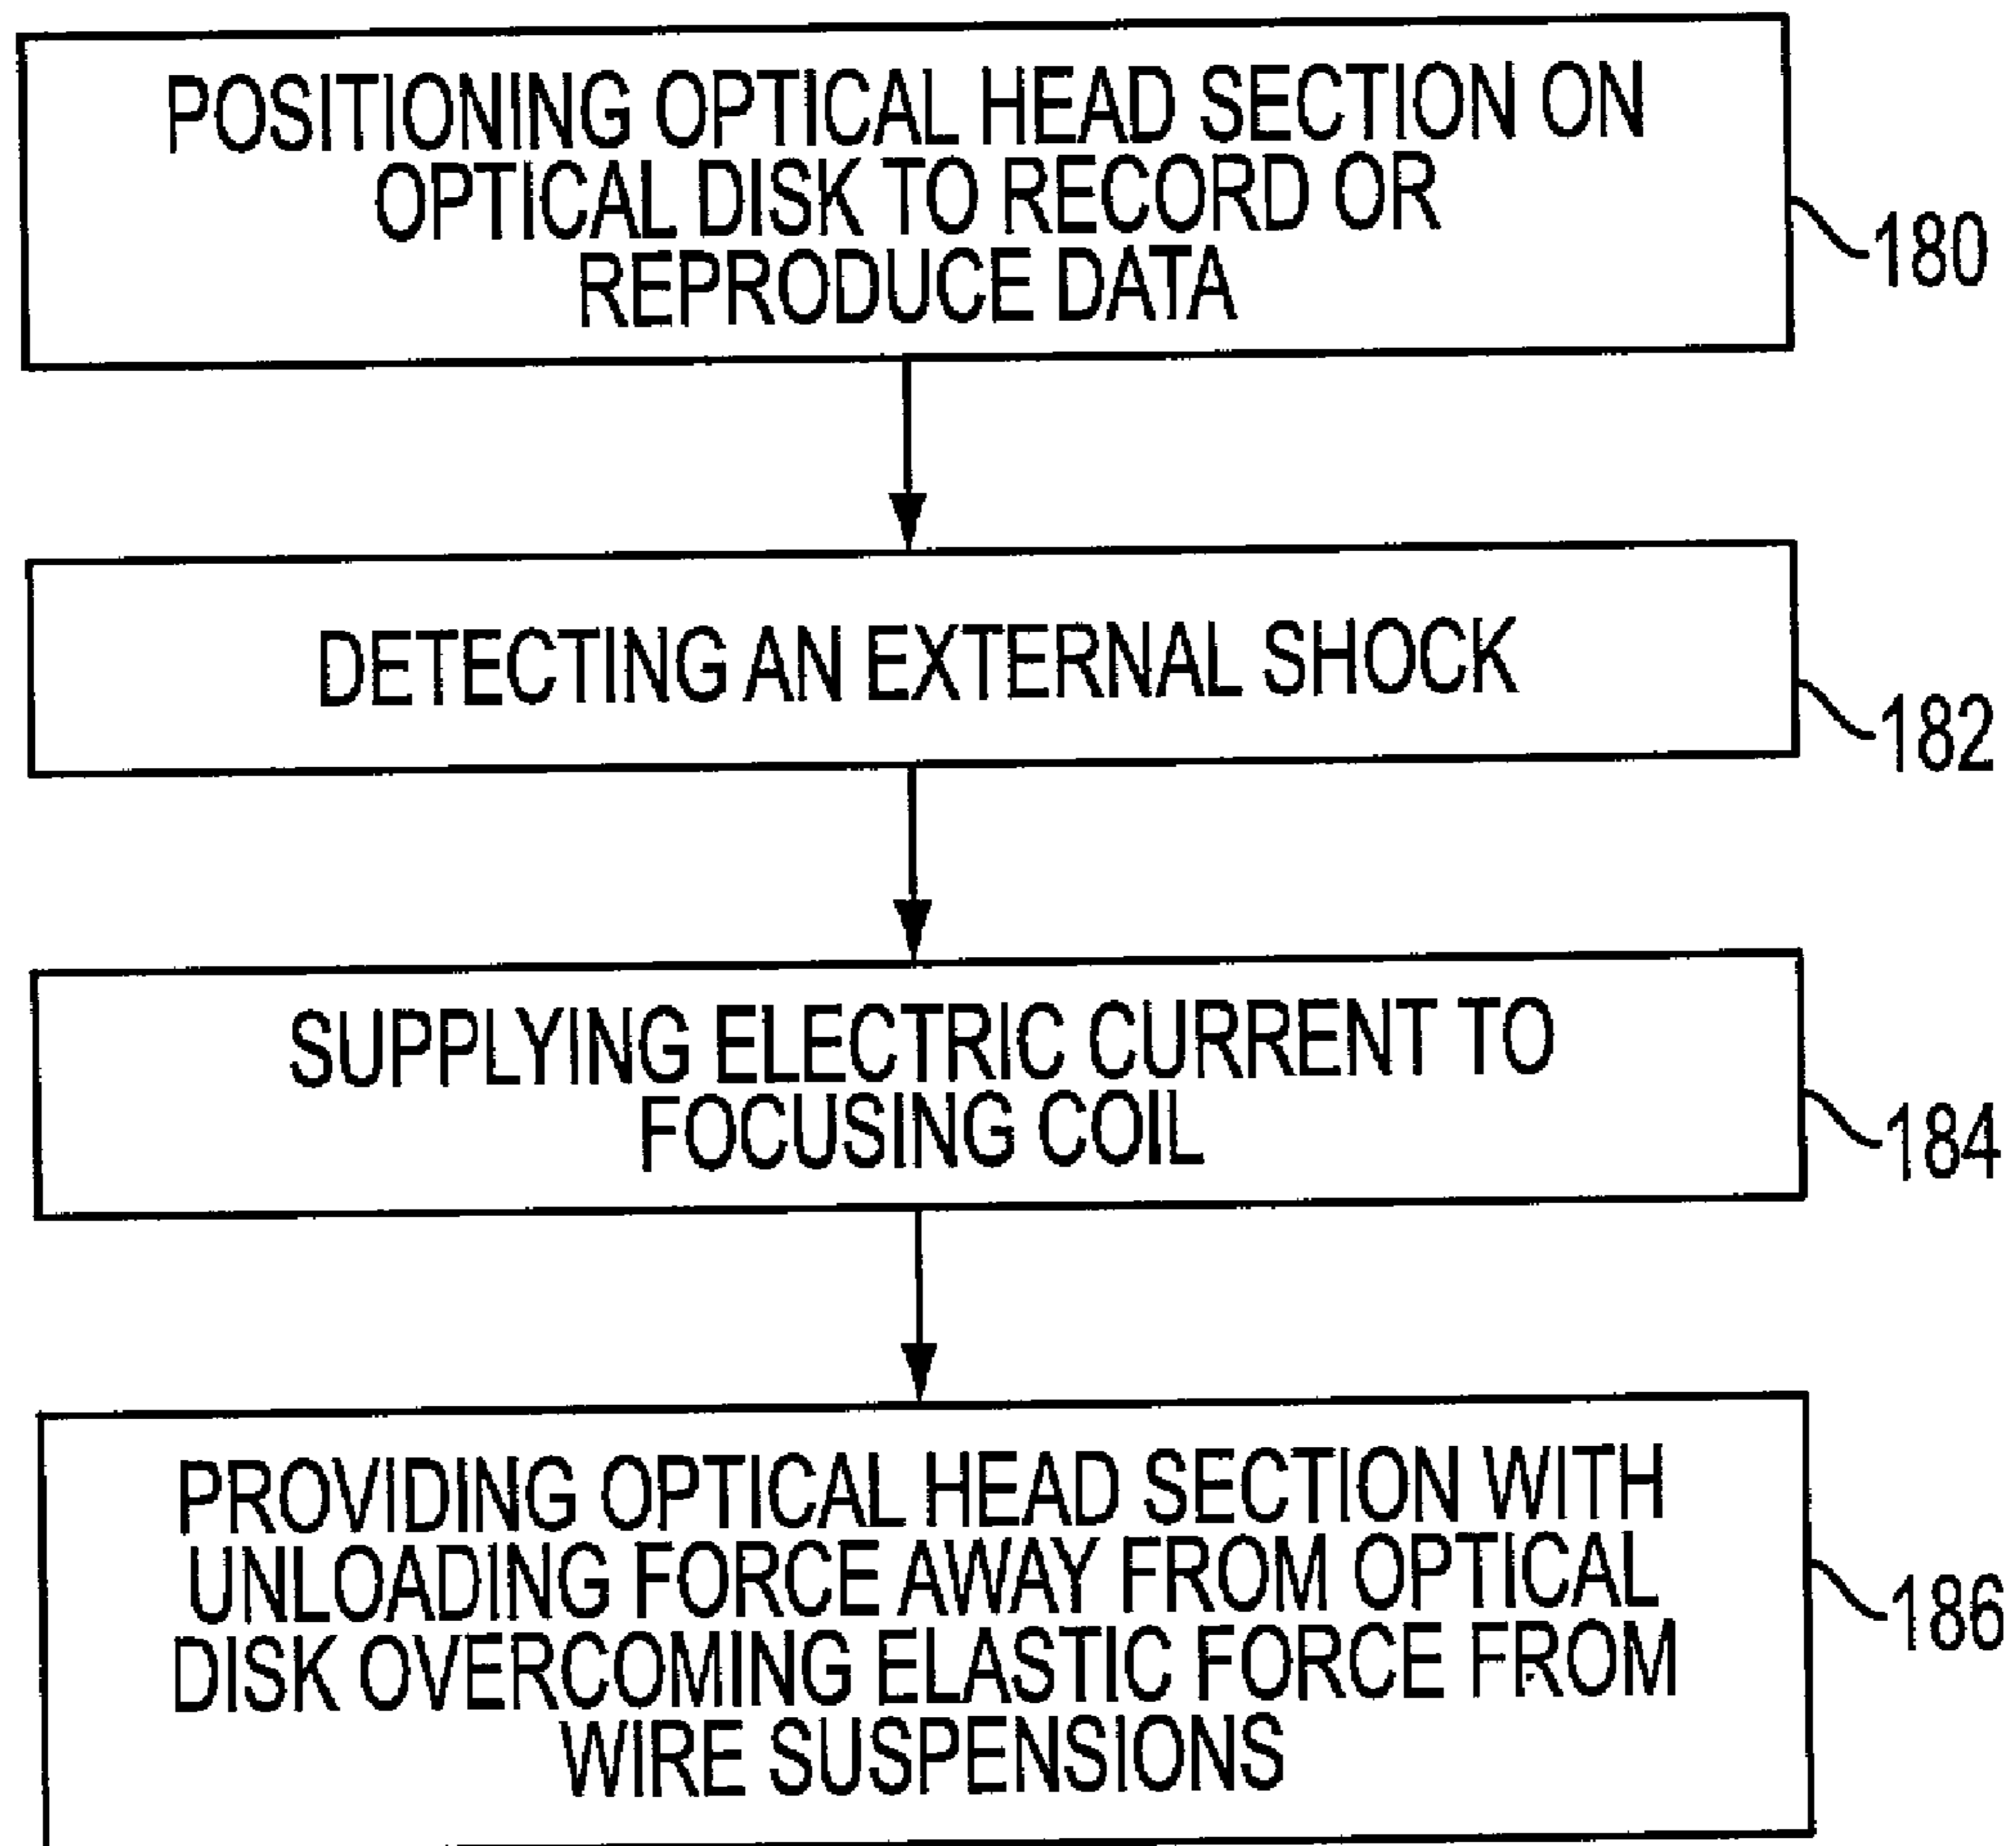 POSITIONING OPTICAL HEAD SECTION ON
OPTICAL DISK TO RECORD OR
REPRODUCE DATA
180
DETECTING AN EXTERNAL SHOCK
182
SUPPLYING ELECTRIC CURRENT TO
FOCUSING COIL
184
PROVIDING OPTICAL HEAD SECTION WITH
UNLOADING FORCE AWAY FROM OPTICAL
DISK OVERCOMING ELASTIC FORCE FROM
WIRE SUSPENSIONS
186